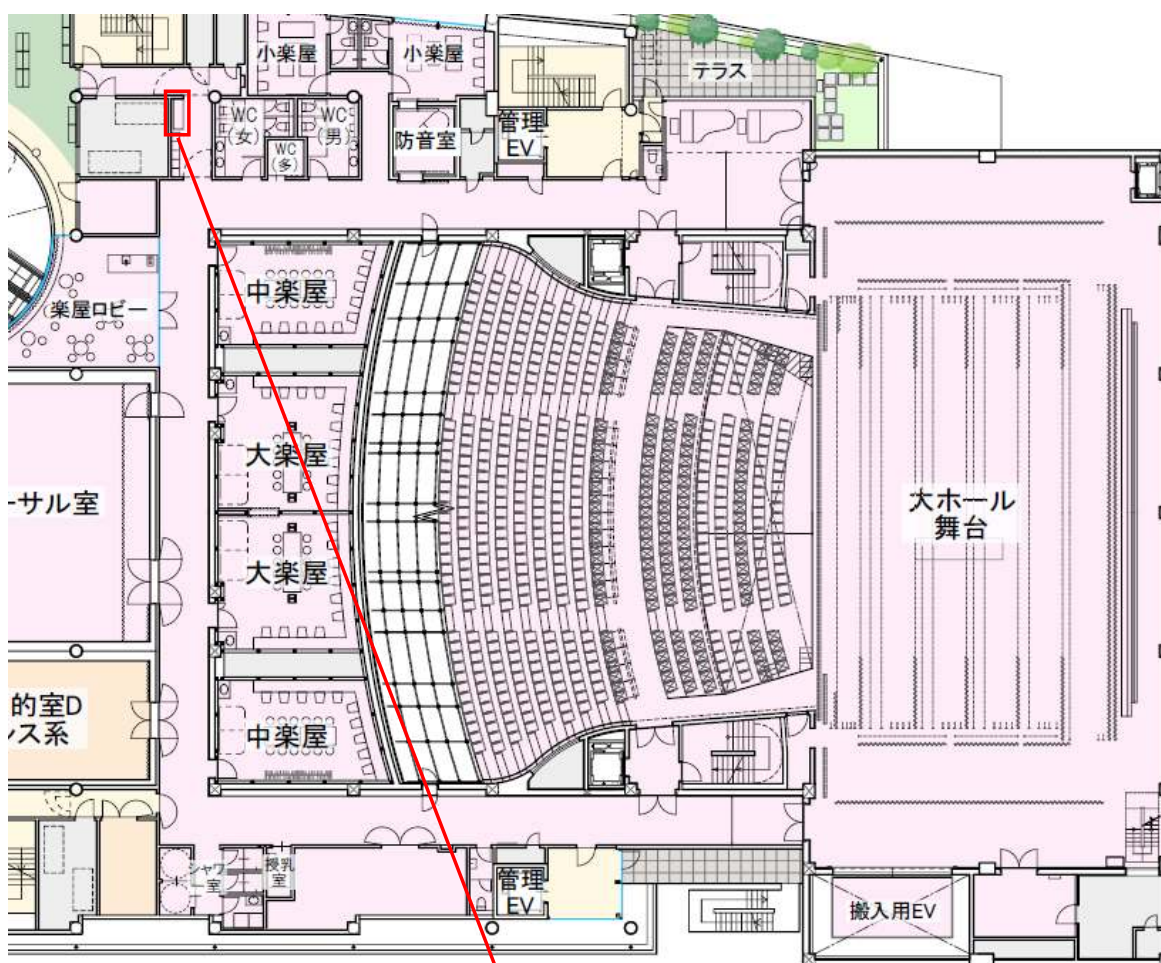 小楽屋
小楽屋
テラス
WC
(女)
WC
(男)
WC
(多)
防音室
管理
EV
中楽屋
楽屋ロビー
大楽屋
ーサル室
大ホール
舞台
大楽屋
的室D
ンス系
中楽屋
シャワ
ー室
授乳
室
管理
EV
搬入用EV